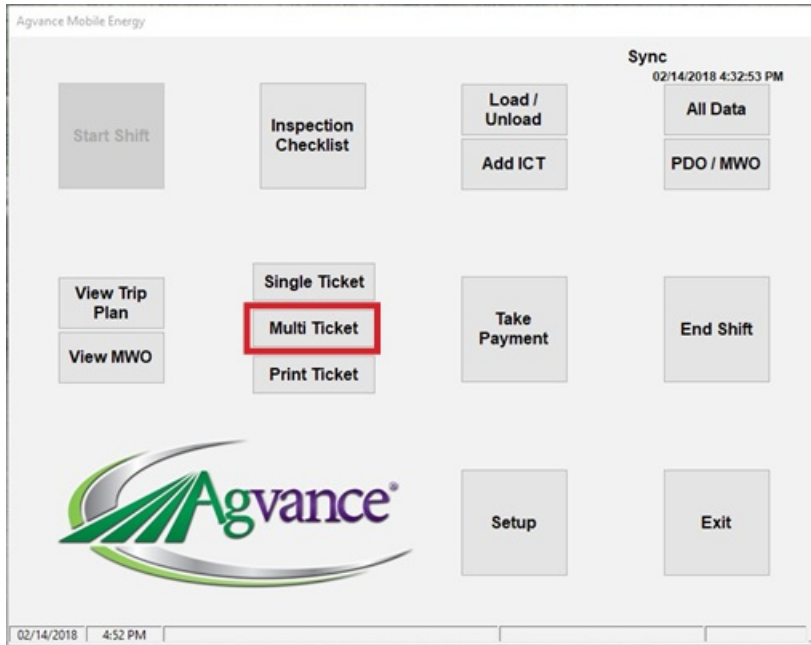 Agvance Mobile Energy
Sync
02/14/2018 4:32:53 PM
Start Shift
Inspection
Checklist
Load /
Unload
Add ICT
All Data
PDO / MWO
View Trip
Plan
View MWO
Single Ticket
Multi Ticket
Print Ticket
Take
Payment
End Shift
Agvance®
Setup
Exit
02/14/2018 4:52 PM